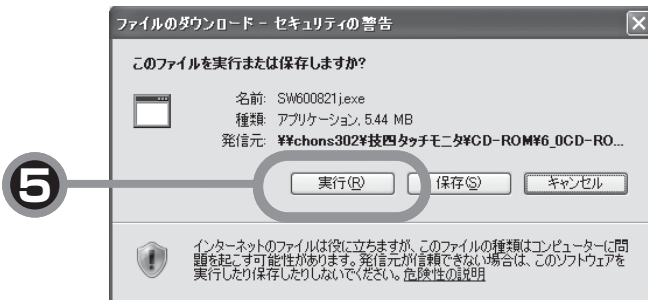 ファイルのダウンロード - セキュリティの警告
このファイルを実行または保存しますか?
名前: SW600821j.exe
種類: アプリケーション, 5.44 MB
発信元: ¥¥chons302¥技四タッチモニタ¥CD-ROM¥6_0CD-RO...
5
実行(R) 保存(S) キャンセル
インターネットのファイルは役に立ちますが、このファイルの種類はコンピューターに問
題を起こす可能性があります。発信元が信頼できない場合は、このソフトウェアを
実行したり保存したりしないでください。危険性の説明